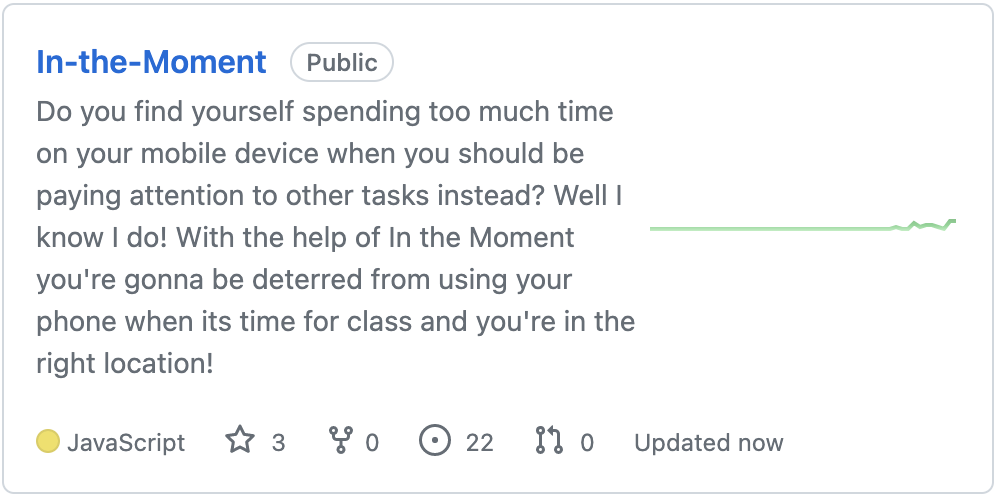 In-the-Moment Public
Do you find yourself spending too much time
on your mobile device when you should be
paying attention to other tasks instead? Well I
know I do! With the help of In the Moment
you're gonna be deterred from using your
phone when its time for class and you're in the
right location!
JavaScript 3 0 22 0 Updated now